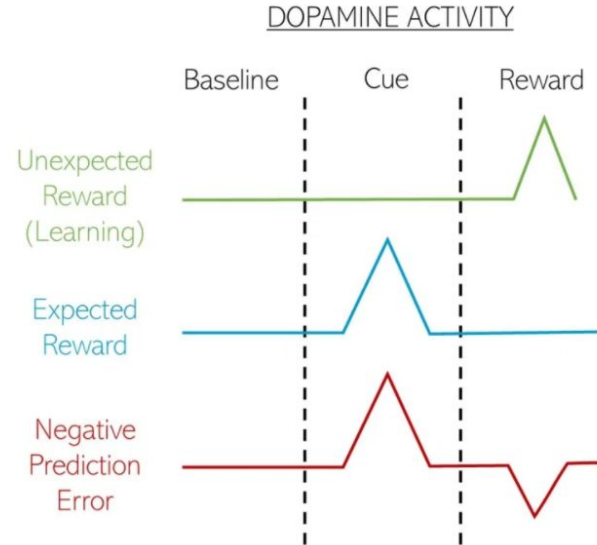 DOPAMINE ACTIVITY
Baseline
Cue
Reward
Unexpected
Reward
(Learning)
Expected
Reward
Negative
Prediction
Error